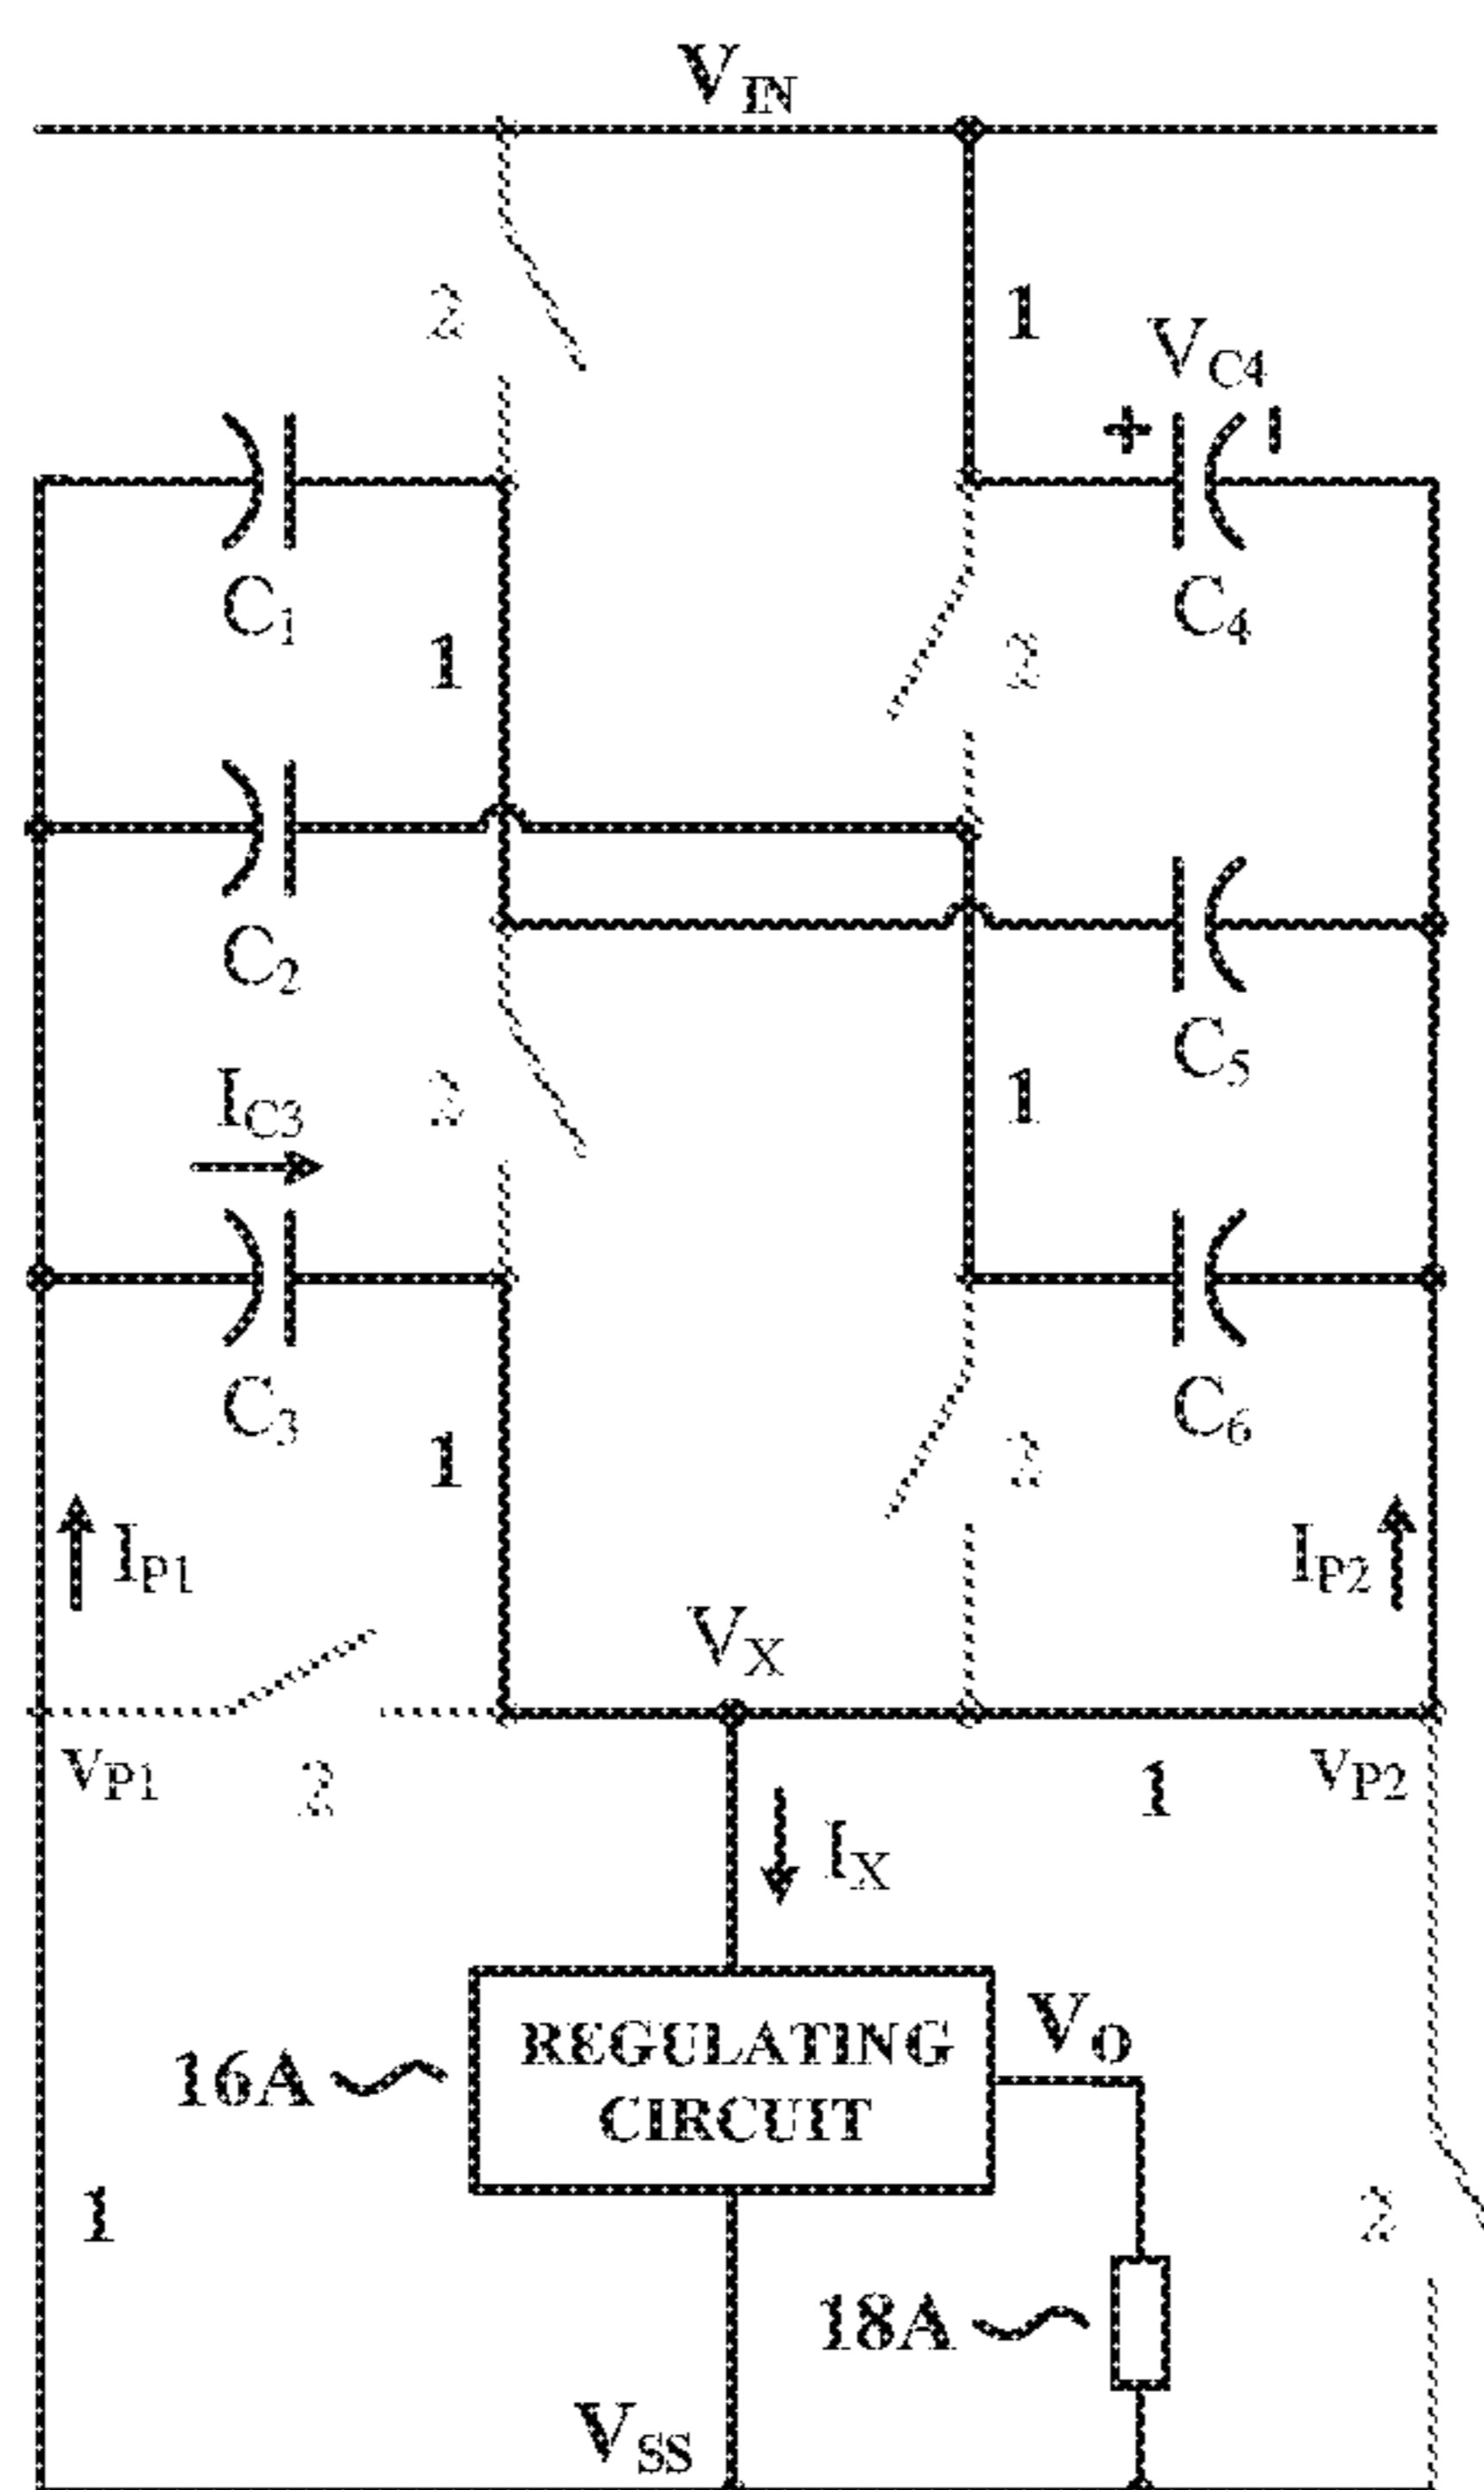 V_IN
2
1
V_C4
+
C_1
C_4
1
2
C_2
C_5
I_C3
2
1
C_3
C_6
1
2
I_P1
I_P2
V_X
V_P1
2
1
V_P2
I_X
REGULATING
CIRCUIT
V_O
16A
1
2
18A
V_SS